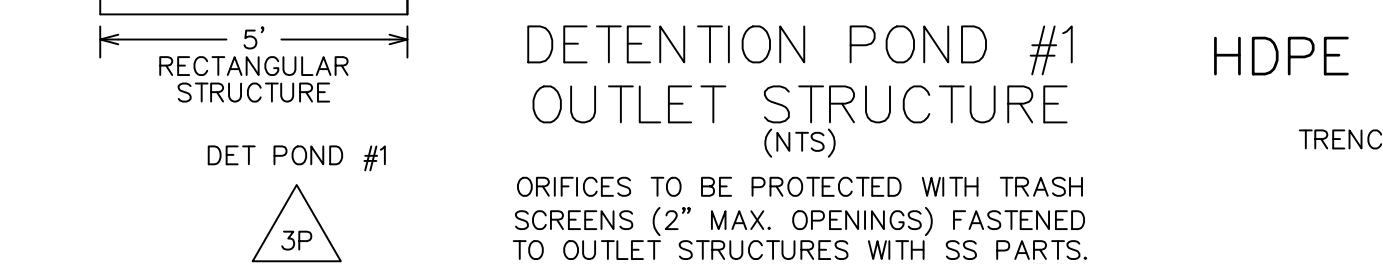 5'
RECTANGULAR
STRUCTURE
DET POND #1
3P
DETENTION POND #1
OUTLET STRUCTURE
(NTS)
ORIFICES TO BE PROTECTED WITH TRASH
SCREENS (2" MAX. OPENINGS) FASTENED
TO OUTLET STRUCTURES WITH SS PARTS.
HDPE
TRENC